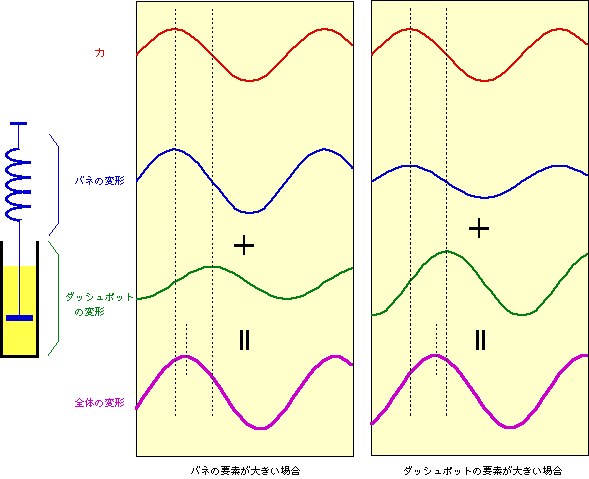 力
バネの変形
+
+
ダッシュポット
の変形
=
=
全体の変形
バネの要素が大きい場合
ダッシュポットの要素が大きい場合